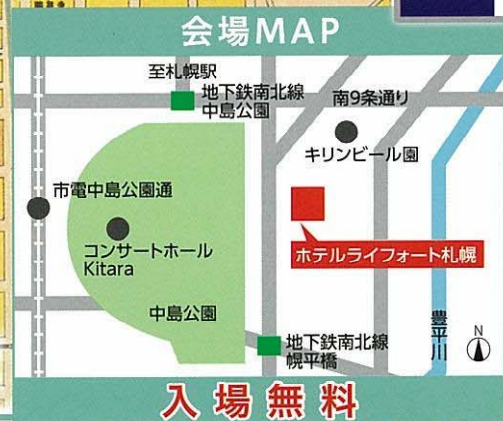 会場MAP
至札幌駅
地下鉄南北線
中島公園
南9条通り
キリンビール園
市電中島公園通
コンサートホール
Kitara
ホテルライフォート札幌
中島公園
地下鉄南北線
幌平橋
豊平川
N
入場無料